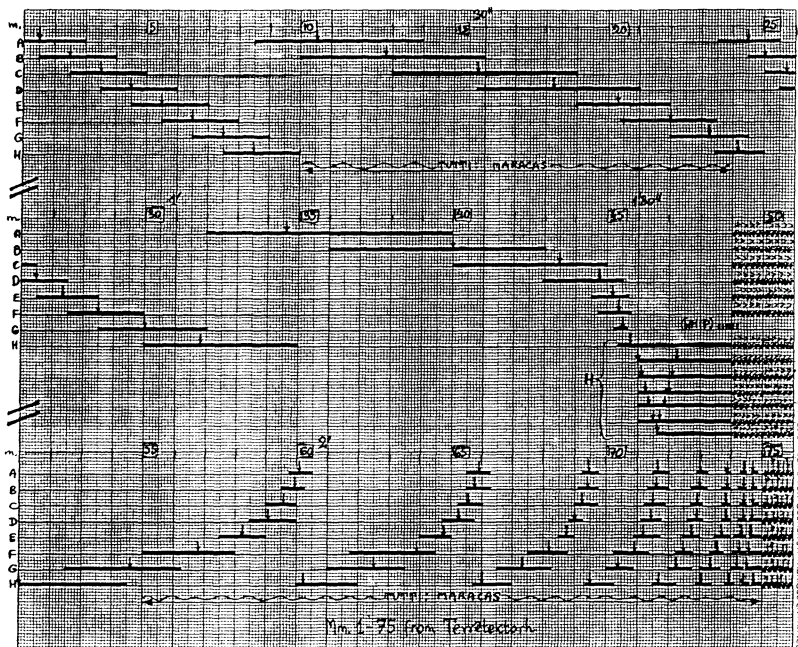 30"
m. 5 10 15 20 25
A
B
C
D
E
F
G
H
TUTTI: MARACAS
1' 1'30"
m. 30 35 40 45 50
A
B
C
D
E
F
G
H
H
2'
m. 55 60 65 70 75
A
B
C
D
E
F
G
H
TUTTI: MARACAS
Mm. 1-75 from Terretektorh